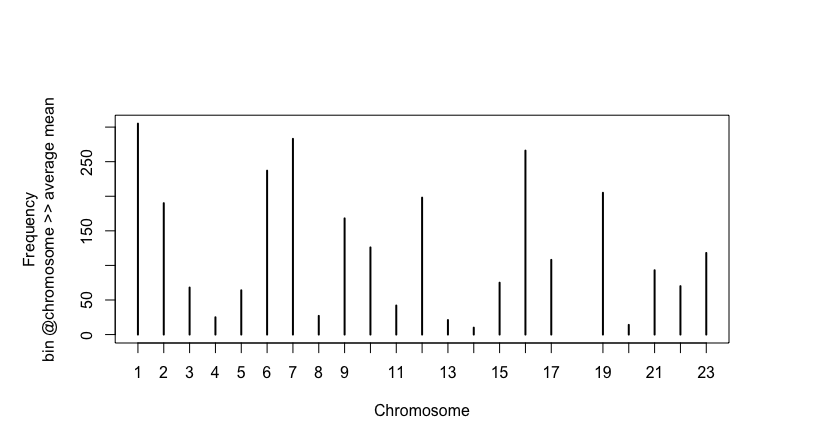 Frequency
bin @chromosome >> average mean
250
150
50
0
1 2 3 4 5 6 7 8 9 11 13 15 17 19 21 23
Chromosome